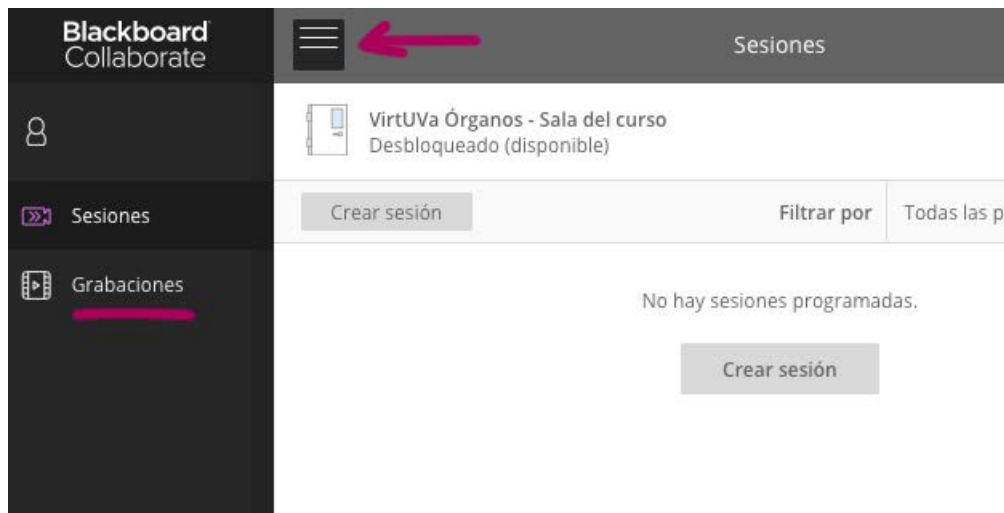 Blackboard
Collaborate
Sesiones
VirtUVa Órganos - Sala del curso
Desbloqueado (disponible)
Sesiones
Crear sesión
Filtrar por
Todas las p
Grabaciones
No hay sesiones programadas.
Crear sesión